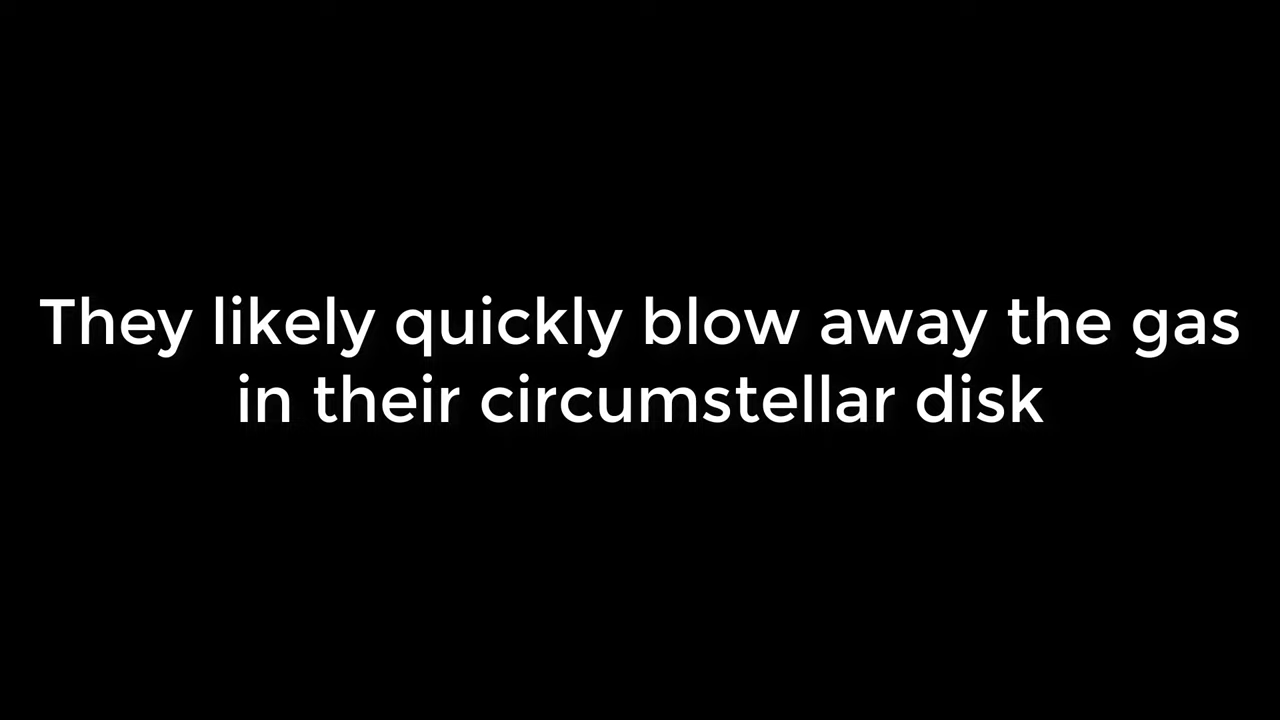 They likely quickly blow away the gas
in their circumstellar disk